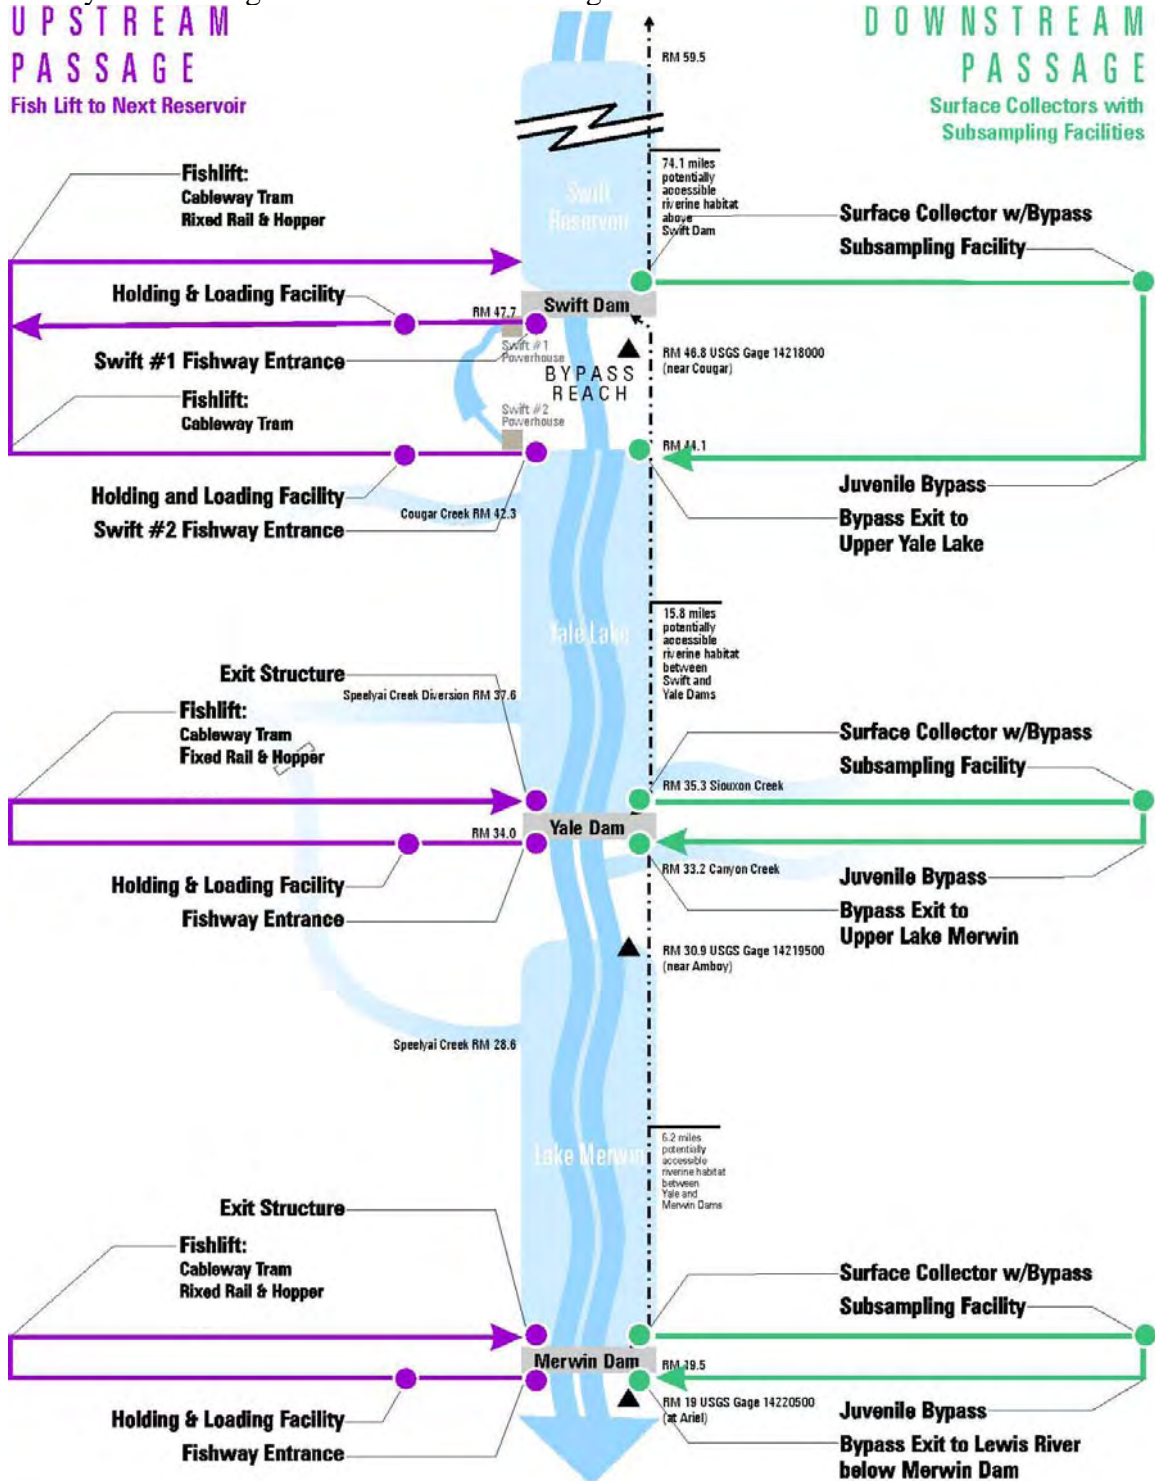 UPSTREAM
PASSAGE
Fish Lift to Next Reservoir
DOWNSTREAM
PASSAGE
Surface Collectors with
Subsampling Facilities
RM 59.5
Swift
Reservoir
74.1 miles
potentially
accessible
riverine habitat
above
Swift Dam
Fishlift:
Cableway Tram
Rixed Rail & Hopper
Surface Collector w/Bypass
Subsampling Facility
Holding & Loading Facility
RM 47.7
Swift Dam
Swift #1 Fishway Entrance
Swift #1
Powerhouse
BYPASS
REACH
RM 46.8 USGS Gage 14218000
(near Cougar)
Fishlift:
Cableway Tram
Swift #2
Powerhouse
RM 44.1
Holding and Loading Facility
Swift #2 Fishway Entrance
Cougar Creek RM 42.3
Juvenile Bypass
Bypass Exit to
Upper Yale Lake
Yale Lake
15.8 miles
potentially
accessible
riverine habitat
between
Swift and
Yale Dams
Exit Structure
Speelyai Creek Diversion RM 37.6
Fishlift:
Cableway Tram
Fixed Rail & Hopper
Surface Collector w/Bypass
Subsampling Facility
RM 35.3 Siouxon Creek
RM 34.0
Yale Dam
Holding & Loading Facility
Fishway Entrance
RM 33.2 Canyon Creek
Juvenile Bypass
Bypass Exit to
Upper Lake Merwin
RM 30.9 USGS Gage 14219500
(near Amboy)
Speelyai Creek RM 28.6
Lake Merwin
6.2 miles
potentially
accessible
riverine habitat
between
Yale and
Merwin Dams
Exit Structure
Fishlift:
Cableway Tram
Rixed Rail & Hopper
Surface Collector w/Bypass
Subsampling Facility
Merwin Dam
RM 19.5
Holding & Loading Facility
Fishway Entrance
RM 19 USGS Gage 14220500
(at Ariel)
Juvenile Bypass
Bypass Exit to Lewis River
below Merwin Dam